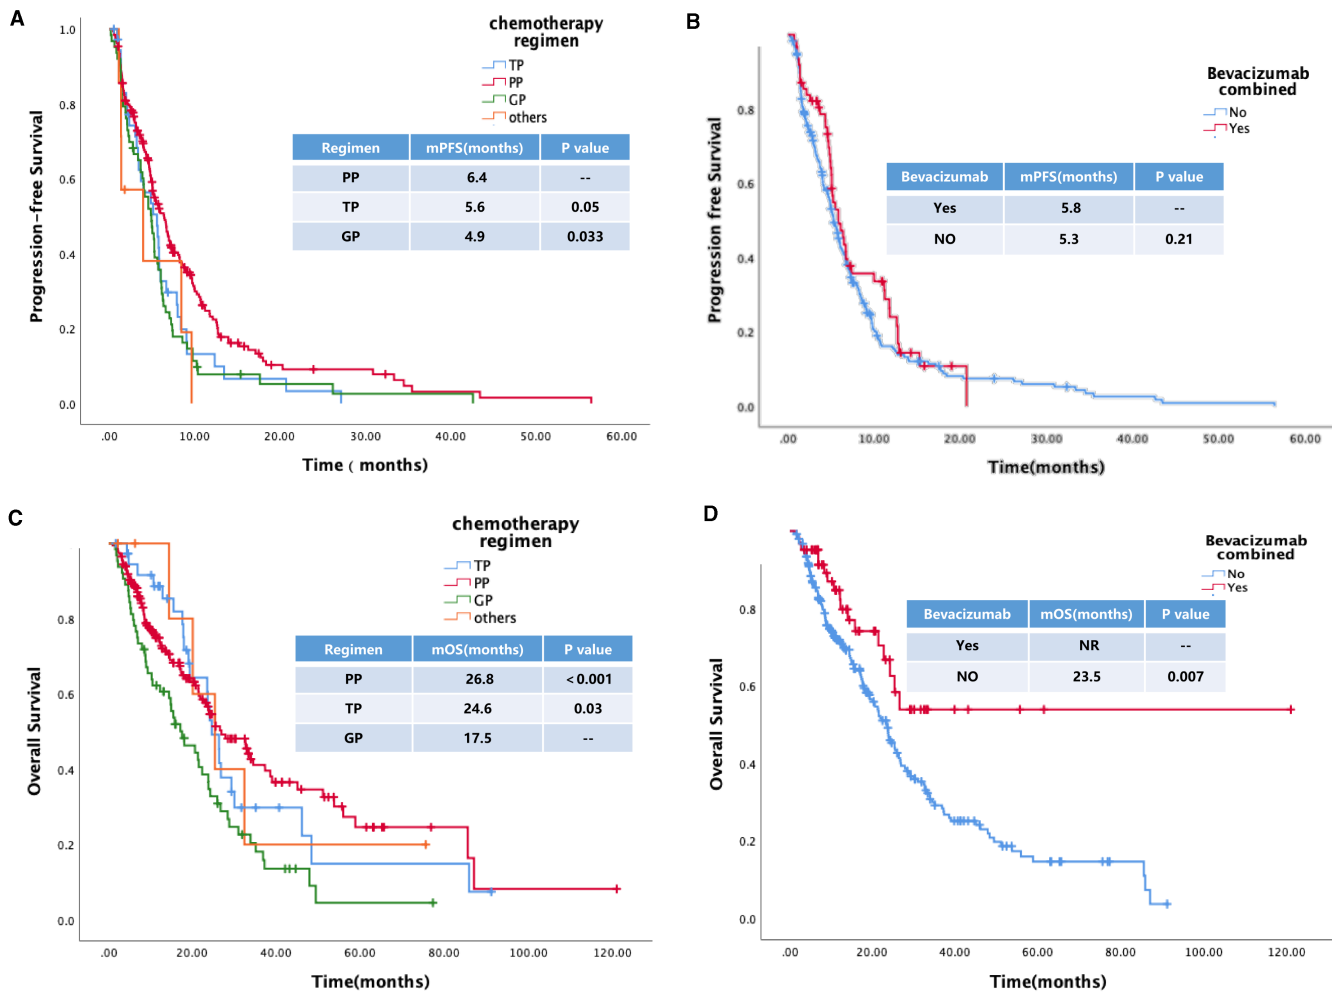 A
chemotherapy
regimen
TP
PP
GP
others
Regimen mPFS(months) P value
PP 6.4 --
TP 5.6 0.05
GP 4.9 0.033
Progression-free Survival
1.0
0.8
0.6
0.4
0.2
0.0
.00 10.00 20.00 30.00 40.00 50.00 60.00
Time ( months)
B
Bevacizumab
combined
No
Yes
Bevacizumab mPFS(months) P value
Yes 5.8 --
NO 5.3 0.21
Progression free Survival
0.8
0.6
0.4
0.2
0.0
.00 10.00 20.00 30.00 40.00 50.00 60.00
Time(months)
C
chemotherapy
regimen
TP
PP
GP
others
Regimen mOS(months) P value
PP 26.8 <0.001
TP 24.6 0.03
GP 17.5 --
Overall Survival
0.8
0.6
0.4
0.2
0.0
.00 20.00 40.00 60.00 80.00 100.00 120.00
Time(months)
D
Bevacizumab
combined
No
Yes
Bevacizumab mOS(months) P value
Yes NR --
NO 23.5 0.007
Overall Survival
0.8
0.6
0.4
0.2
0.0
.00 20.00 40.00 60.00 80.00 100.00 120.0
Time(months)